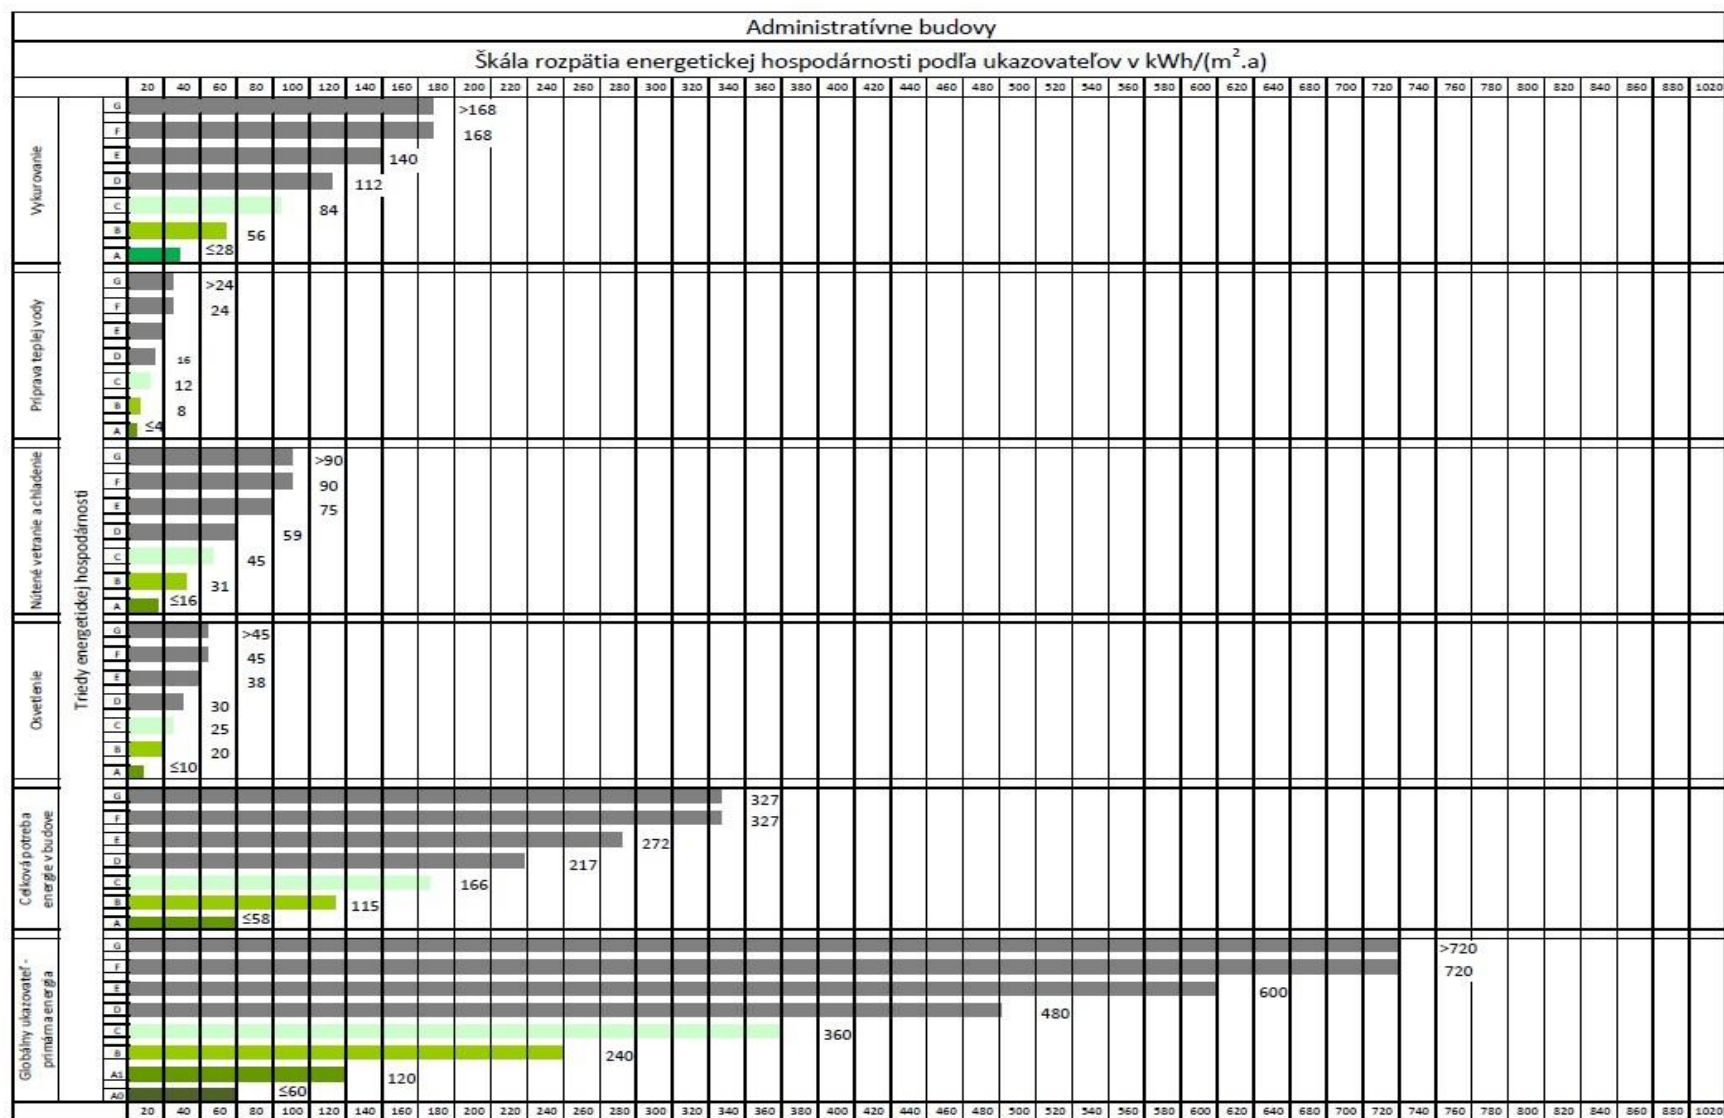 Administratívne budovy
Škála rozpätia energetickej hospodárnosti podľa ukazovateľov v kWh/(m².a)
20 40 60 80 100 120 140 160 180 200 220 240 260 280 300 320 340 360 380 400 420 440 460 480 500 520 540 560 580 600 620 640 660 700 720 740 760 780 800 820 840 860 880 1020
Triedy energetickej hospodárnosti
Vykurovanie
G >168
F 168
E 140
D 112
C 84
B 56
A ≤28
Príprava teplej vody
G >24
F 24
E
D 16
C 12
B 8
A ≤4
Nútené vetranie a chladenie
G >90
F 90
E 75
D 59
C 45
B 31
A ≤16
Osvetlenie
G >45
F 45
E 38
D 30
C 25
B 20
A ≤10
Celková potreba
energie v budove
G 327
F 327
E 272
D 217
C 166
B 115
A ≤58
Globálny ukazovateľ -
primárna energia
G >720
F 720
E 600
D 480
C 360
B 240
A1 120
A0 ≤60
20 40 60 80 100 120 140 160 180 200 220 240 260 280 300 320 340 360 380 400 420 440 460 480 500 520 540 560 580 600 620 640 660 700 720 740 760 780 800 820 840 860 880 1020